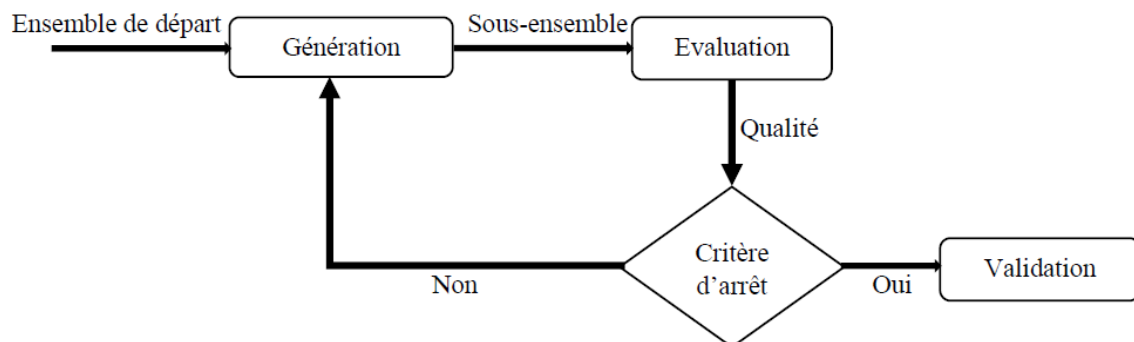 Ensemble de départ
Génération
Sous-ensemble
Evaluation
Qualité
Critère
d'arrêt
Non
Oui
Validation